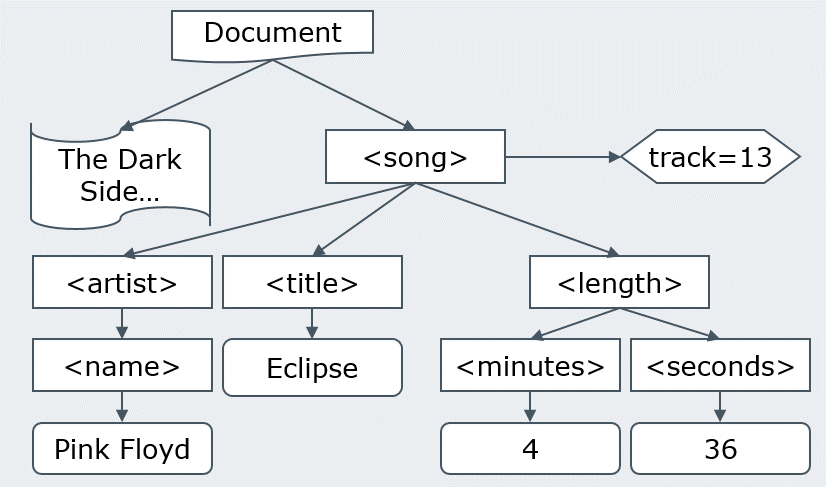 Document
The Dark
Side...
<song>
track=13
<artist>
<title>
<length>
<name>
Eclipse
<minutes>
<seconds>
Pink Floyd
4
36